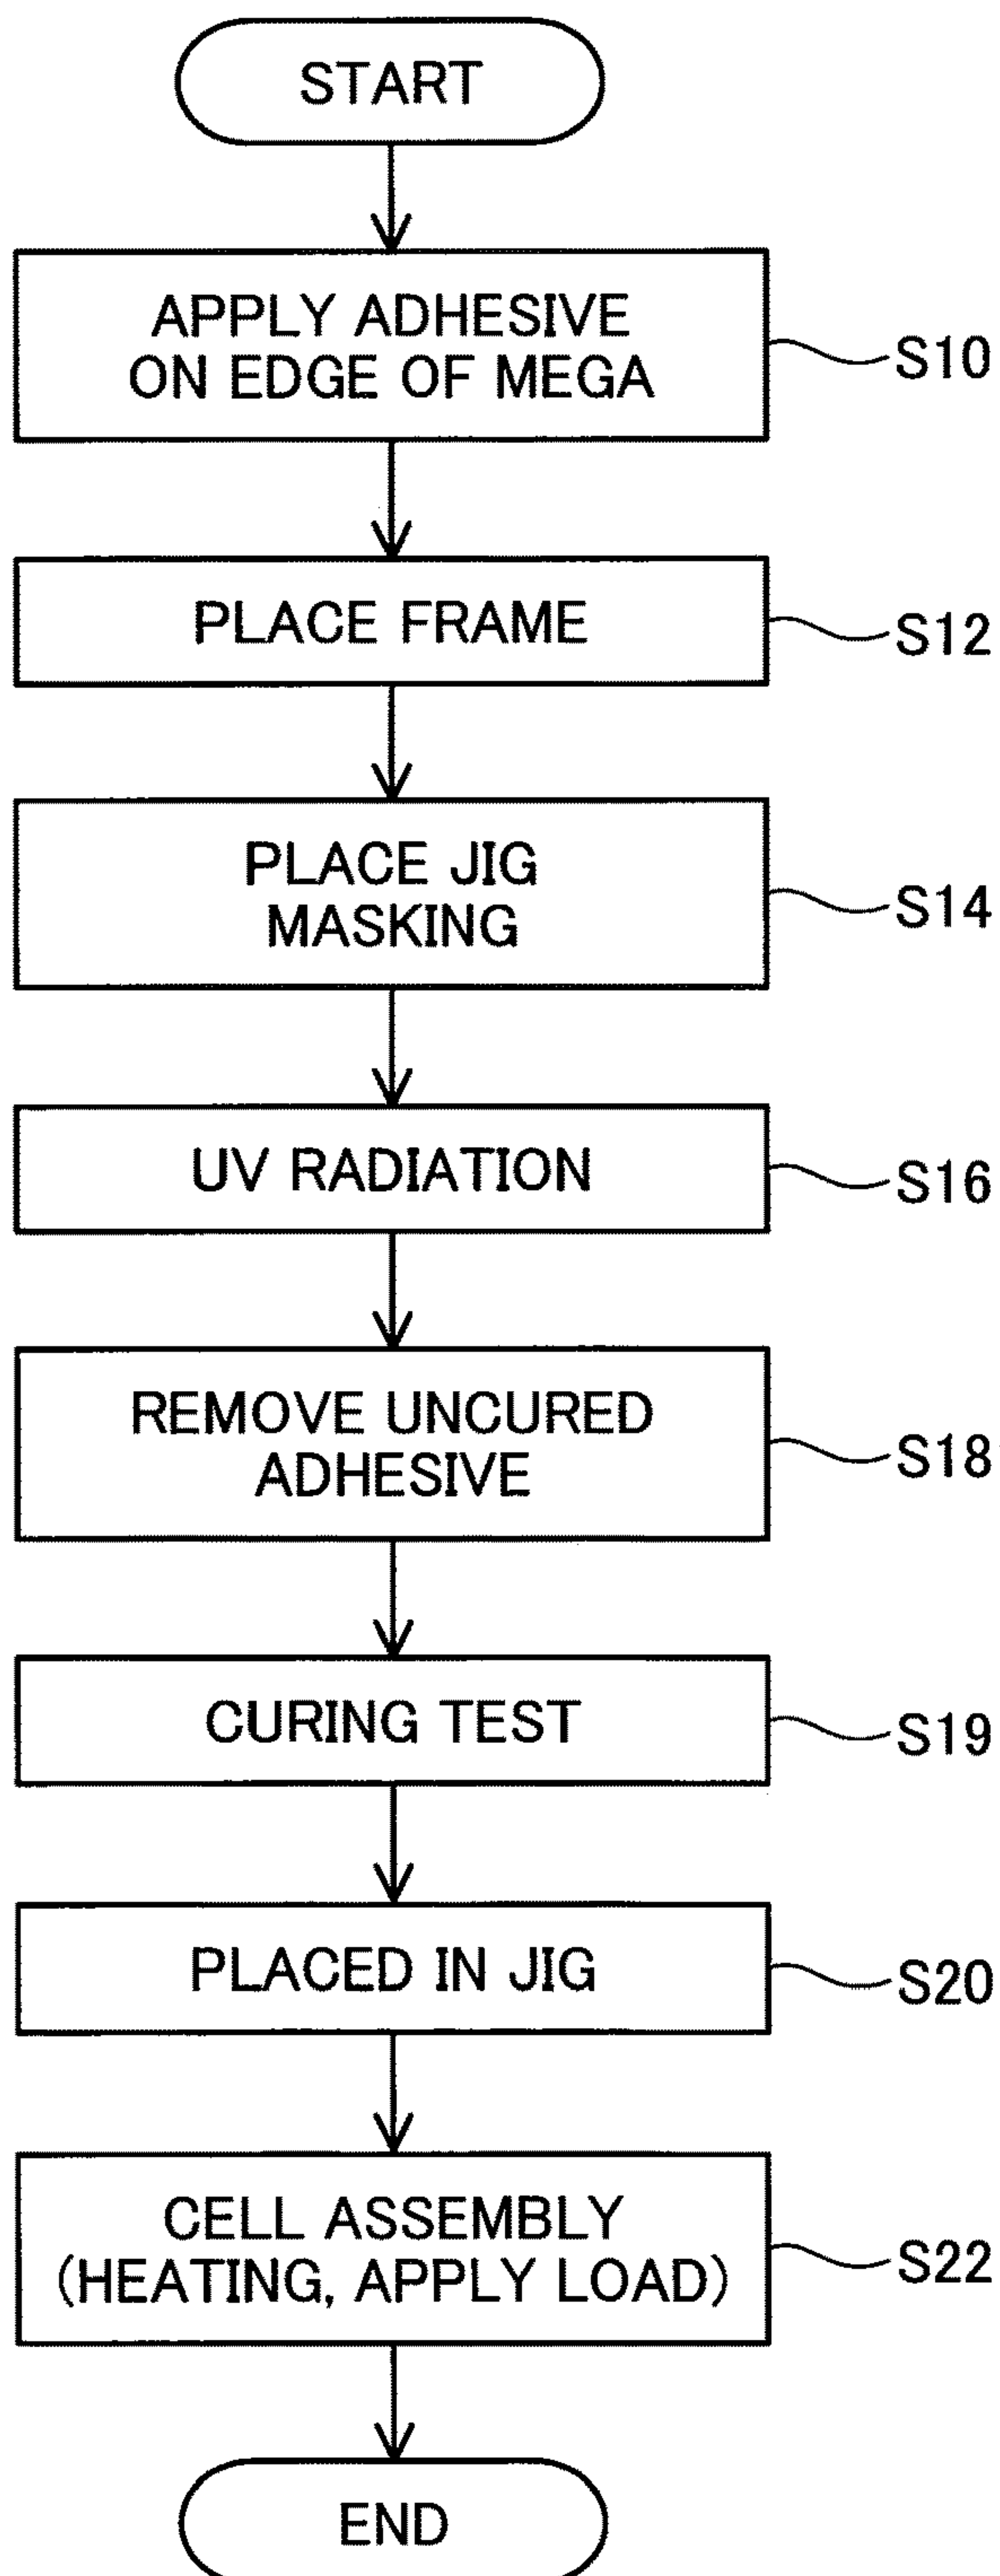 START
APPLY ADHESIVE
ON EDGE OF MEGA
S10
PLACE FRAME
S12
PLACE JIG
MASKING
S14
UV RADIATION
S16
REMOVE UNCURED
ADHESIVE
S18
CURING TEST
S19
PLACED IN JIG
S20
CELL ASSEMBLY
(HEATING, APPLY LOAD)
S22
END